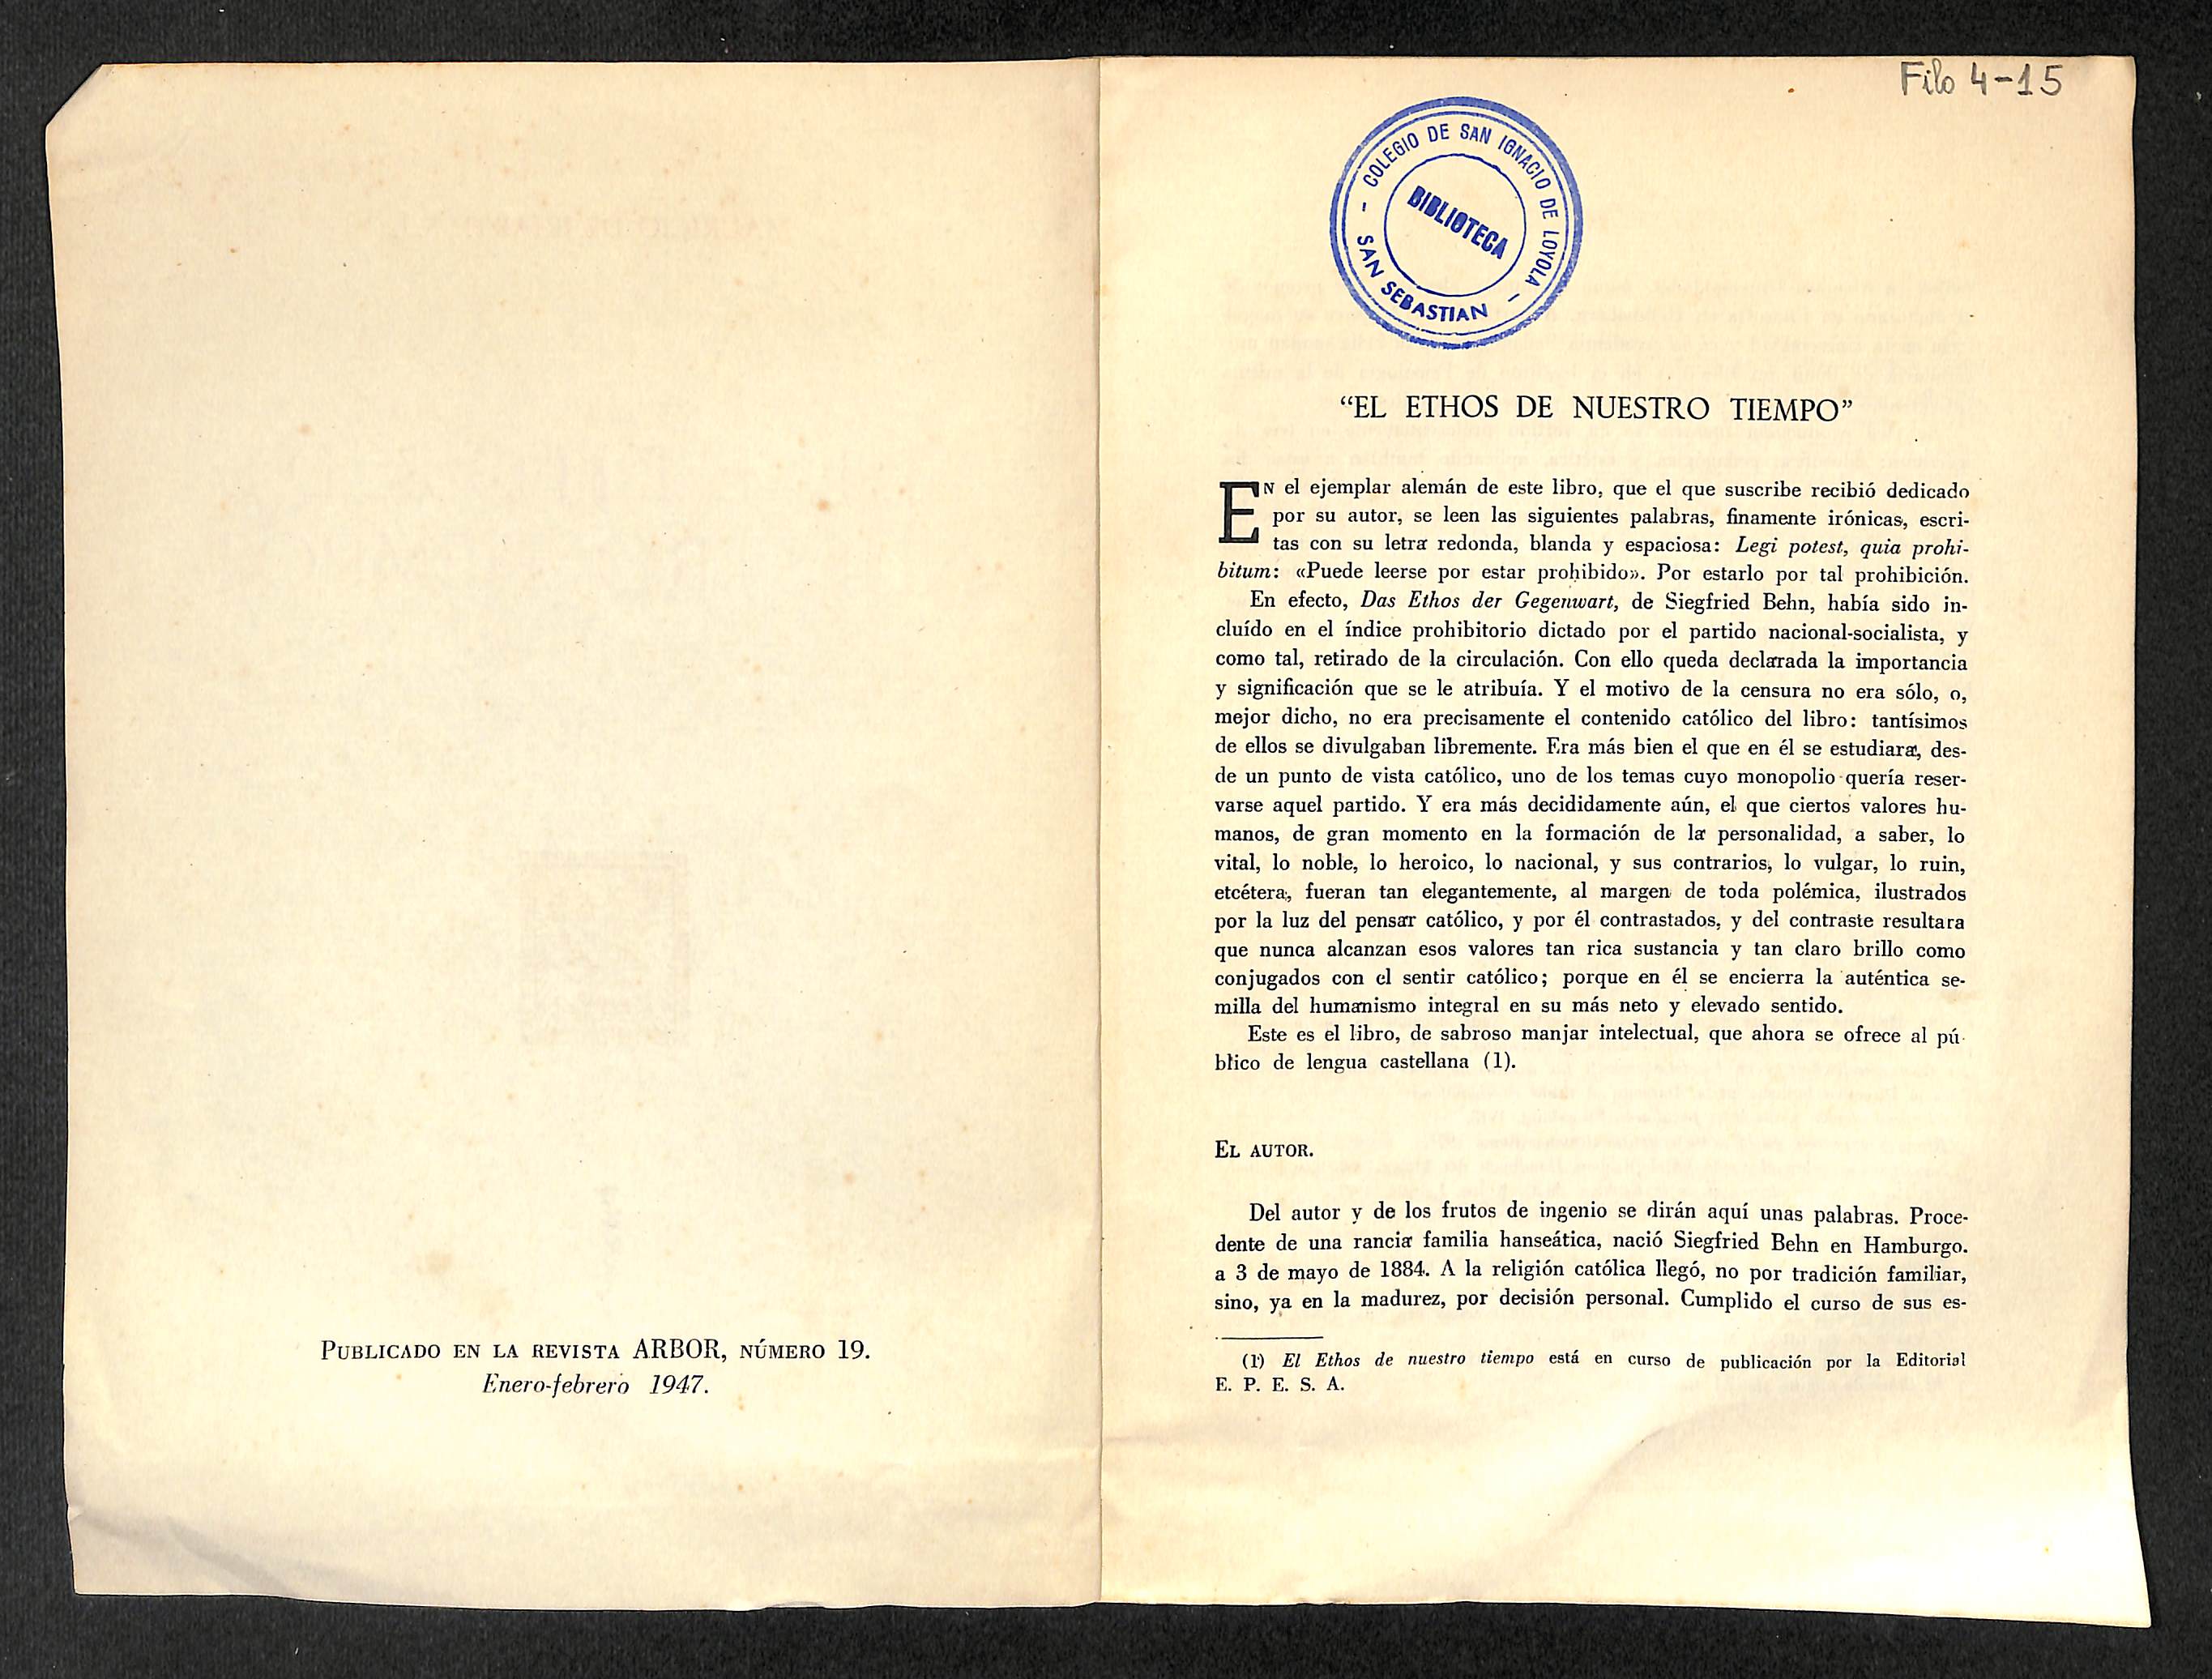 PUBLICADO EN LA REVISTA ARBOR, NÚMERO 19.
Enero-febrero 1947.
Filo 4-15
- COLEGIO DE SAN IGNACIO DE LOYOLA -
BIBLIOTECA
SAN SEBASTIAN
“EL ETHOS DE NUESTRO TIEMPO”
EN el ejemplar alemán de este libro, que el que suscribe recibió dedicado
por su autor, se leen las siguientes palabras, finamente irónicas, escri-
tas con su letra redonda, blanda y espaciosa: Legi potest, quia prohi-
bitum: «Puede leerse por estar prohibido». Por estarlo por tal prohibición.
En efecto, Das Ethos der Gegenwart, de Siegfried Behn, había sido in-
cluído en el índice prohibitorio dictado por el partido nacional-socialista, y
como tal, retirado de la circulación. Con ello queda declarada la importancia
y significación que se le atribuía. Y el motivo de la censura no era sólo, o,
mejor dicho, no era precisamente el contenido católico del libro: tantísimos
de ellos se divulgaban libremente. Era más bien el que en él se estudiara, des-
de un punto de vista católico, uno de los temas cuyo monopolio quería reser-
varse aquel partido. Y era más decididamente aún, el que ciertos valores hu-
manos, de gran momento en la formación de la personalidad, a saber, lo
vital, lo noble, lo heroico, lo nacional, y sus contrarios, lo vulgar, lo ruin,
etcétera, fueran tan elegantemente, al margen de toda polémica, ilustrados
por la luz del pensar católico, y por él contrastados, y del contraste resultara
que nunca alcanzan esos valores tan rica sustancia y tan claro brillo como
conjugados con el sentir católico; porque en él se encierra la auténtica se-
milla del humanismo integral en su más neto y elevado sentido.
Este es el libro, de sabroso manjar intelectual, que ahora se ofrece al pú-
blico de lengua castellana (1).
EL AUTOR.
Del autor y de los frutos de ingenio se dirán aquí unas palabras. Proce-
dente de una rancia familia hanseática, nació Siegfried Behn en Hamburgo.
a 3 de mayo de 1884. A la religión católica llegó, no por tradición familiar,
sino, ya en la madurez, por decisión personal. Cumplido el curso de sus es-
(1) El Ethos de nuestro tiempo está en curso de publicación por la Editorial
E. P. E. S. A.